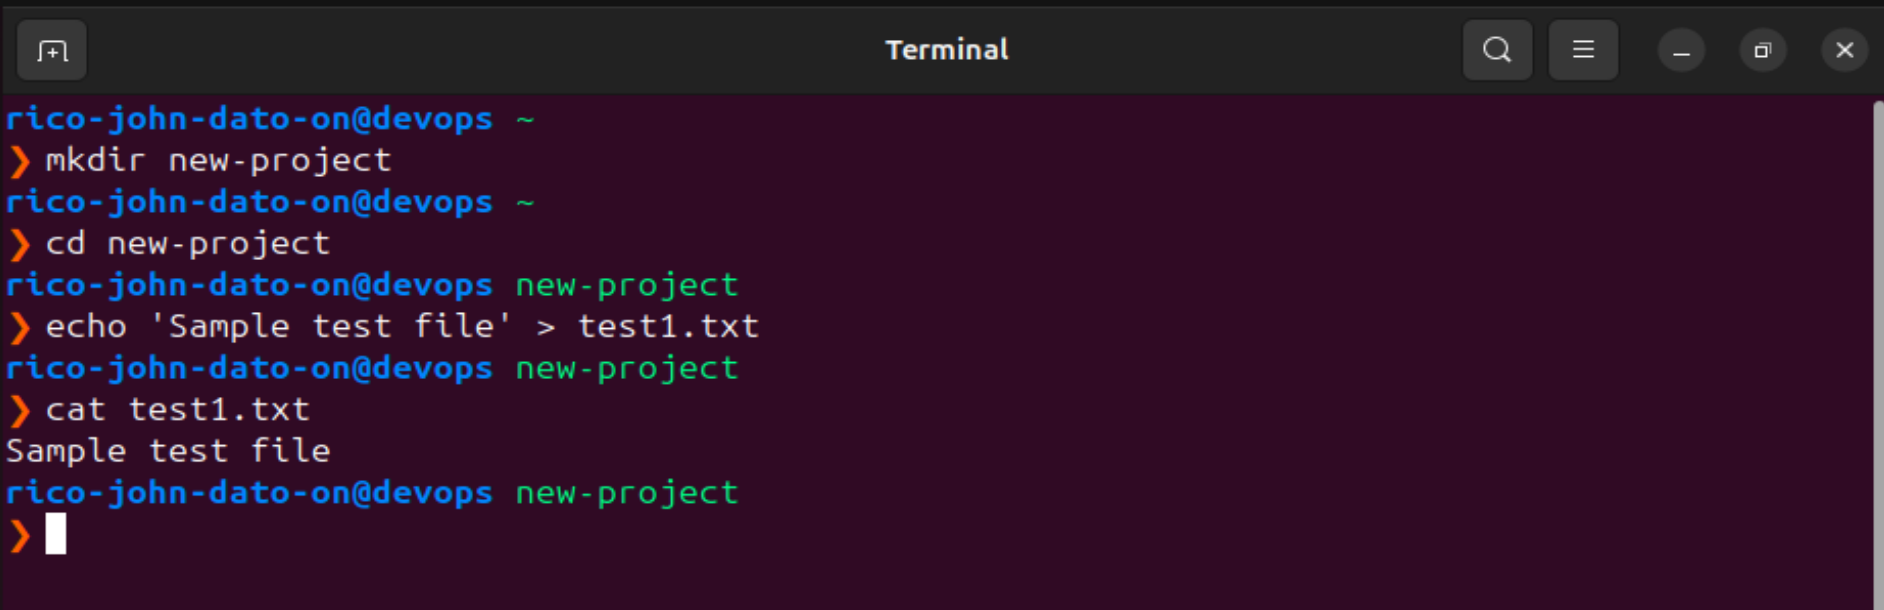 Terminal
rico-john-dato-on@devops ~
❯ mkdir new-project
rico-john-dato-on@devops ~
❯ cd new-project
rico-john-dato-on@devops new-project
❯ echo 'Sample test file' > test1.txt
rico-john-dato-on@devops new-project
❯ cat test1.txt
Sample test file
rico-john-dato-on@devops new-project
❯